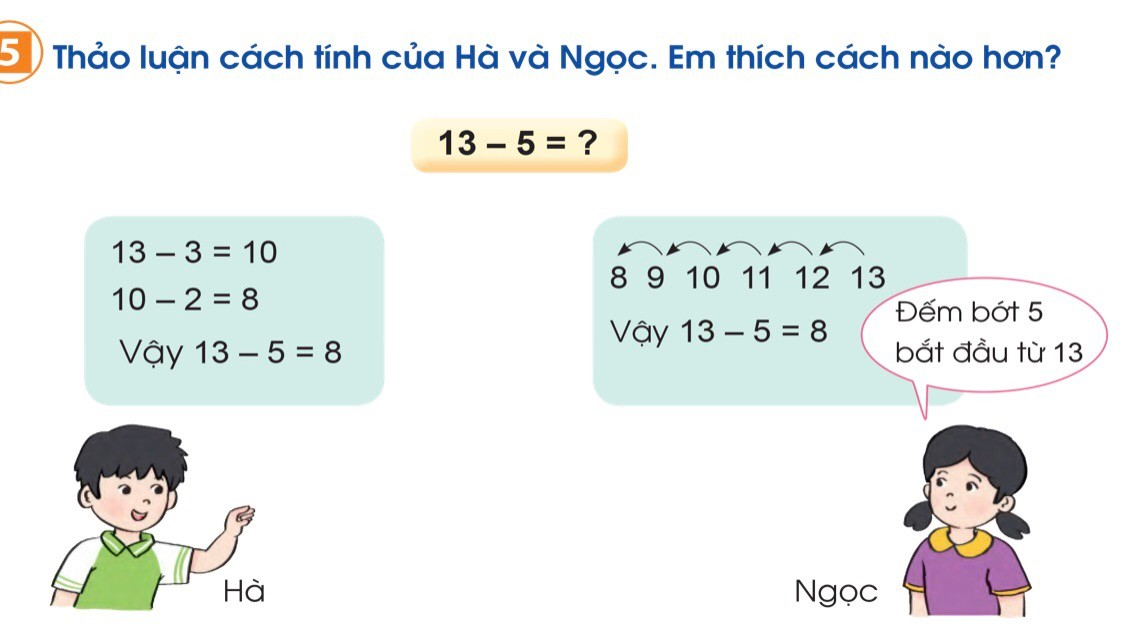 5 Thảo luận cách tính của Hà và Ngọc. Em thích cách nào hơn?
13 – 5 = ?
13 – 3 = 10
10 – 2 = 8
Vậy 13 – 5 = 8
8 9 10 11 12 13
Vậy 13 – 5 = 8
Đếm bớt 5
bắt đầu từ 13
Hà
Ngọc